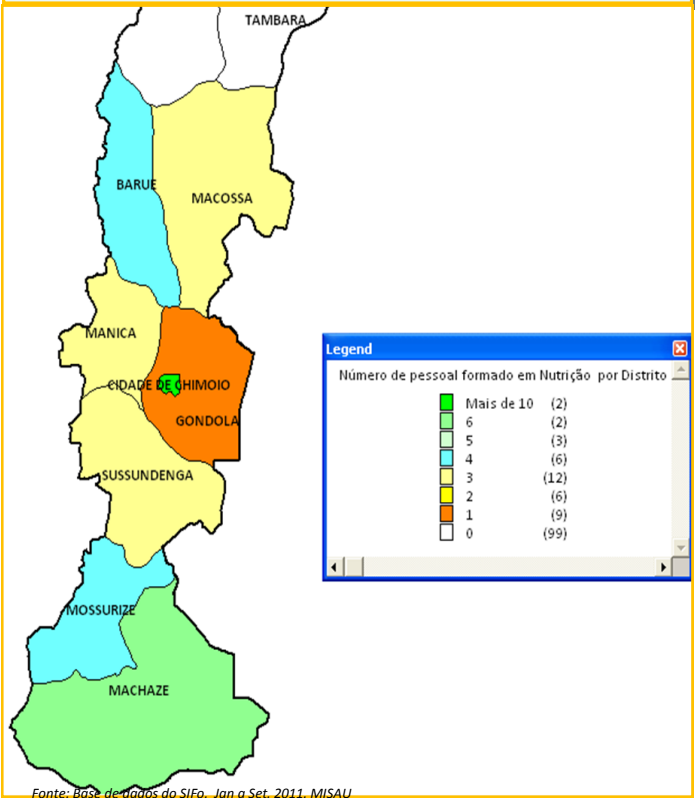 TAMBARA
BARUE
MACOSSA
MANICA
CIDADE DE CHIMOIO
GONDOLA
SUSSUNDENGA
MOSSURIZE
MACHAZE
Legend
Número de pessoal formado em Nutrição por Distrito
Mais de 10 (2)
6 (2)
5 (3)
4 (6)
3 (12)
2 (6)
1 (9)
0 (99)
Fonte: Base de dados do SIFo, Jan a Set, 2011, MISAU